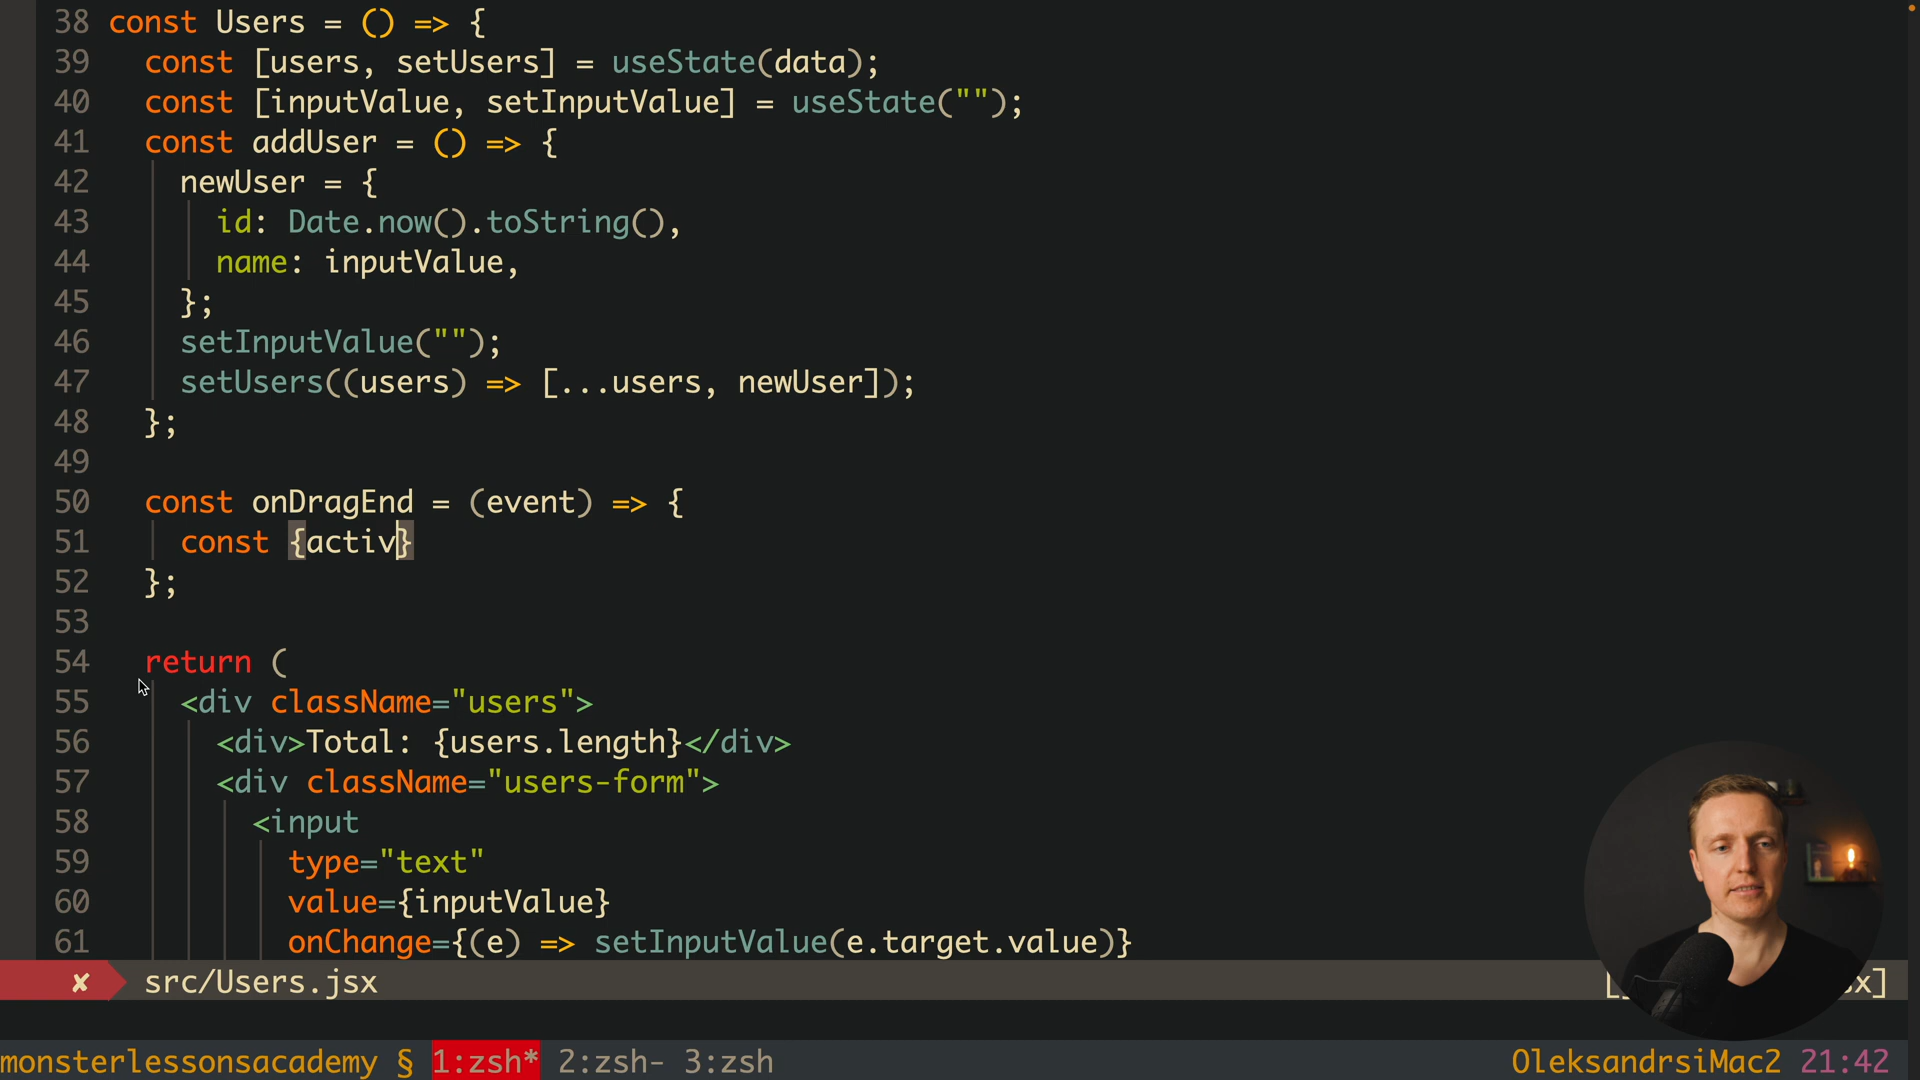 38 const Users = () => {
39 const [users, setUsers] = useState(data);
40 const [inputValue, setInputValue] = useState("");
41 const addUser = () => {
42 newUser = {
43 id: Date.now().toString(),
44 name: inputValue,
45 };
46 setInputValue("");
47 setUsers((users) => [...users, newUser]);
48 };
49
50 const onDragEnd = (event) => {
51 const {activ}
52 };
53
54 return (
55 <div className="users">
56 <div>Total: {users.length}</div>
57 <div className="users-form">
58 <input
59 type="text"
60 value={inputValue}
61 onChange={(e) => setInputValue(e.target.value)}
✘ src/Users.jsx
monsterlessonsacademy § 1:zsh* 2:zsh- 3:zsh OleksandrsiMac2 21:42